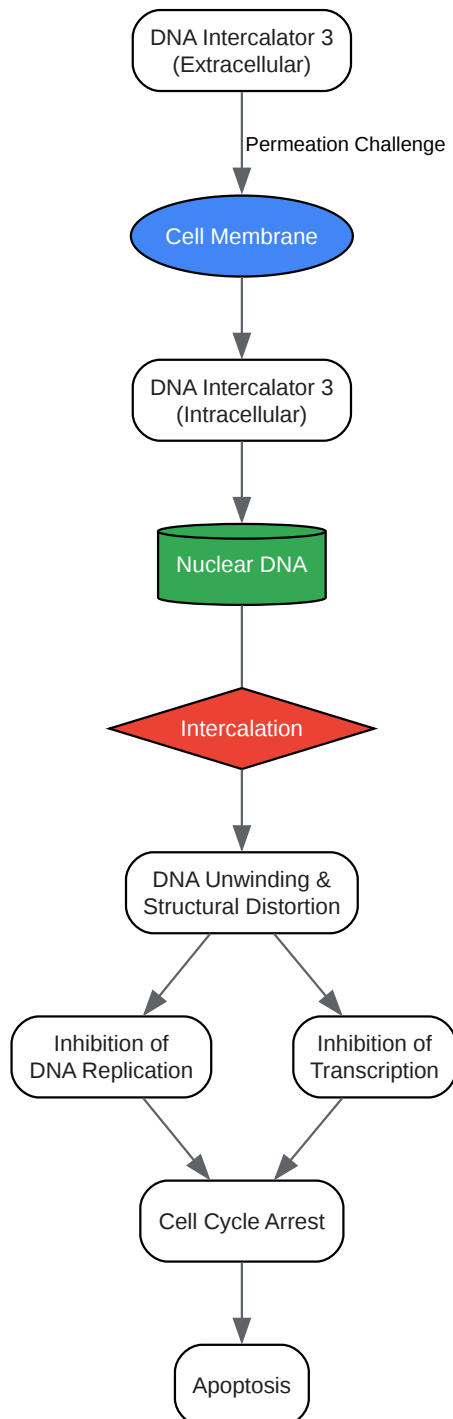 DNA Intercalator 3
(Extracellular)
Permeation Challenge
Cell Membrane
DNA Intercalator 3
(Intracellular)
Nuclear DNA
Intercalation
DNA Unwinding &
Structural Distortion
Inhibition of
DNA Replication
Inhibition of
Transcription
Cell Cycle Arrest
Apoptosis